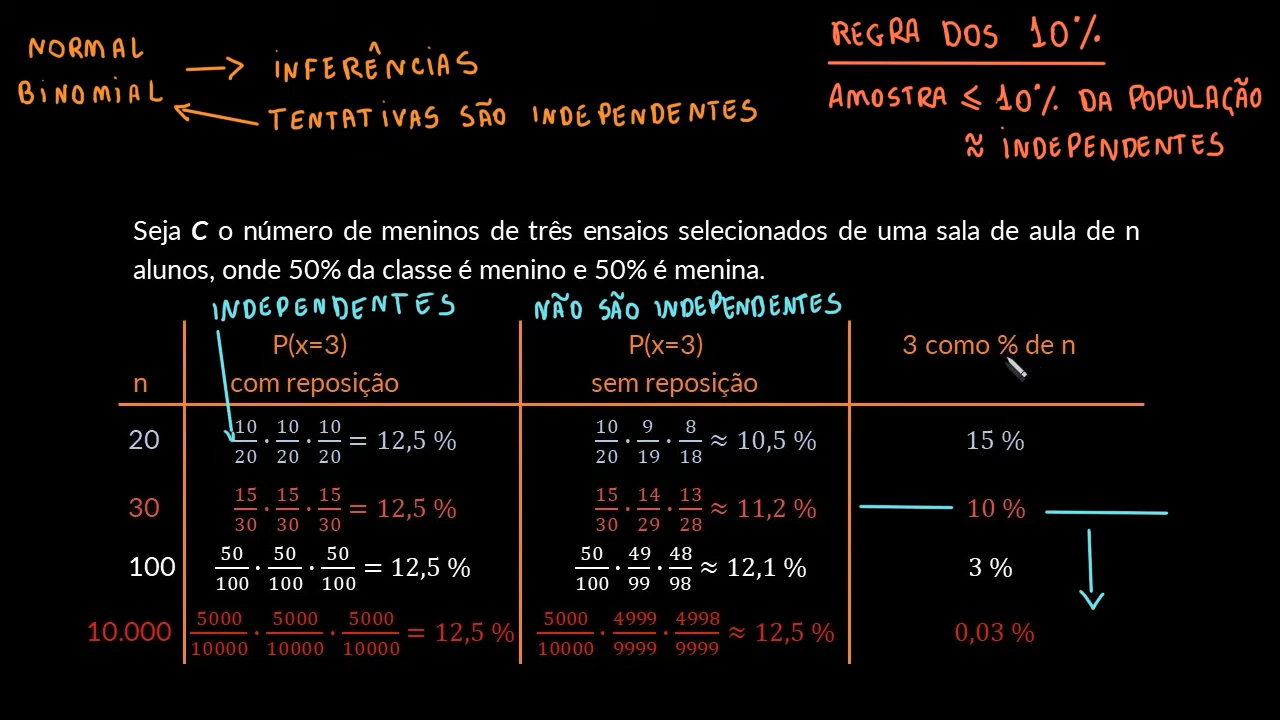 NORMAL
BINOMIAL
INFERÊNCIAS
TENTATIVAS SÃO INDEPENDENTES
REGRA DOS 10%
AMOSTRA ≤ 10% DA POPULAÇÃO
≈ INDEPENDENTES
Seja C o número de meninos de três ensaios selecionados de uma sala de aula de n
alunos, onde 50% da classe é menino e 50% é menina.
INDEPENDENTES NÃO SÃO INDEPENDENTES
P(x=3) P(x=3) 3 como % de n
n com reposição sem reposição
20 10/20 · 10/20 · 10/20 = 12,5 % 10/20 · 9/19 · 8/18 ≈ 10,5 % 15 %
30 15/30 · 15/30 · 15/30 = 12,5 % 15/30 · 14/29 · 13/28 ≈ 11,2 % 10 %
100 50/100 · 50/100 · 50/100 = 12,5 % 50/100 · 49/99 · 48/98 ≈ 12,1 % 3 %
10.000 5000/10000 · 5000/10000 · 5000/10000 = 12,5 % 5000/10000 · 4999/9999 · 4998/9999 ≈ 12,5 % 0,03 %